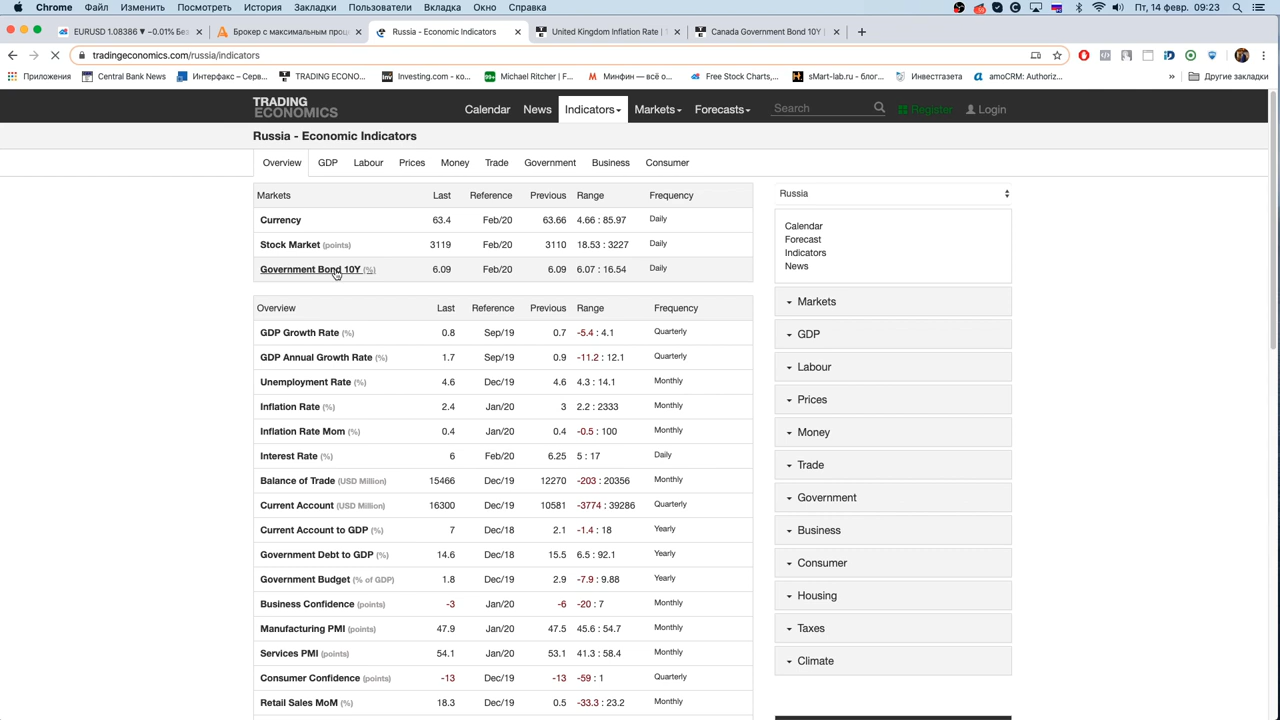 Chrome Файл Изменить Посмотреть История Закладки Пользователи Вкладка Окно Справка Пт, 14 февр. 09:23
EURUSD 1.08386 ▾ −0.01% Без Брокер с максимальным проц Russia - Economic Indicators United Kingdom Inflation Rate | Canada Government Bond 10Y |
tradingeconomics.com/russia/indicators
Приложения Central Bank News Интерфакс – Серв... TRADING ECONO... Investing.com - ко... Michael Ritcher / F... Минфин — всё о... Free Stock Charts,... sMart-lab.ru - блог... Инвестгазета amoCRM: Authoriz... » Другие закладки
TRADING
ECONOMICS
Calendar News Indicators Markets Forecasts Search Register Login
Russia - Economic Indicators
Overview GDP Labour Prices Money Trade Government Business Consumer
Markets Last Reference Previous Range Frequency
Currency 63.4 Feb/20 63.66 4.66 : 85.97 Daily
Stock Market (points) 3119 Feb/20 3110 18.53 : 3227 Daily
Government Bond 10Y (%) 6.09 Feb/20 6.09 6.07 : 16.54 Daily
Overview Last Reference Previous Range Frequency
GDP Growth Rate (%) 0.8 Sep/19 0.7 -5.4 : 4.1 Quarterly
GDP Annual Growth Rate (%) 1.7 Sep/19 0.9 -11.2 : 12.1 Quarterly
Unemployment Rate (%) 4.6 Dec/19 4.6 4.3 : 14.1 Monthly
Inflation Rate (%) 2.4 Jan/20 3 2.2 : 2333 Monthly
Inflation Rate Mom (%) 0.4 Jan/20 0.4 -0.5 : 100 Monthly
Interest Rate (%) 6 Feb/20 6.25 5 : 17 Daily
Balance of Trade (USD Million) 15466 Dec/19 12270 -203 : 20356 Monthly
Current Account (USD Million) 16300 Dec/19 10581 -3774 : 39286 Quarterly
Current Account to GDP (%) 7 Dec/18 2.1 -1.4 : 18 Yearly
Government Debt to GDP (%) 14.6 Dec/18 15.5 6.5 : 92.1 Yearly
Government Budget (% of GDP) 1.8 Dec/19 2.9 -7.9 : 9.88 Yearly
Business Confidence (points) -3 Jan/20 -6 -20 : 7 Monthly
Manufacturing PMI (points) 47.9 Jan/20 47.5 45.6 : 54.7 Monthly
Services PMI (points) 54.1 Jan/20 53.1 41.3 : 58.4 Monthly
Consumer Confidence (points) -13 Dec/19 -13 -59 : 1 Quarterly
Retail Sales MoM (%) 18.3 Dec/19 0.5 -33.3 : 23.2 Monthly
Russia
Calendar
Forecast
Indicators
News
Markets
GDP
Labour
Prices
Money
Trade
Government
Business
Consumer
Housing
Taxes
Climate